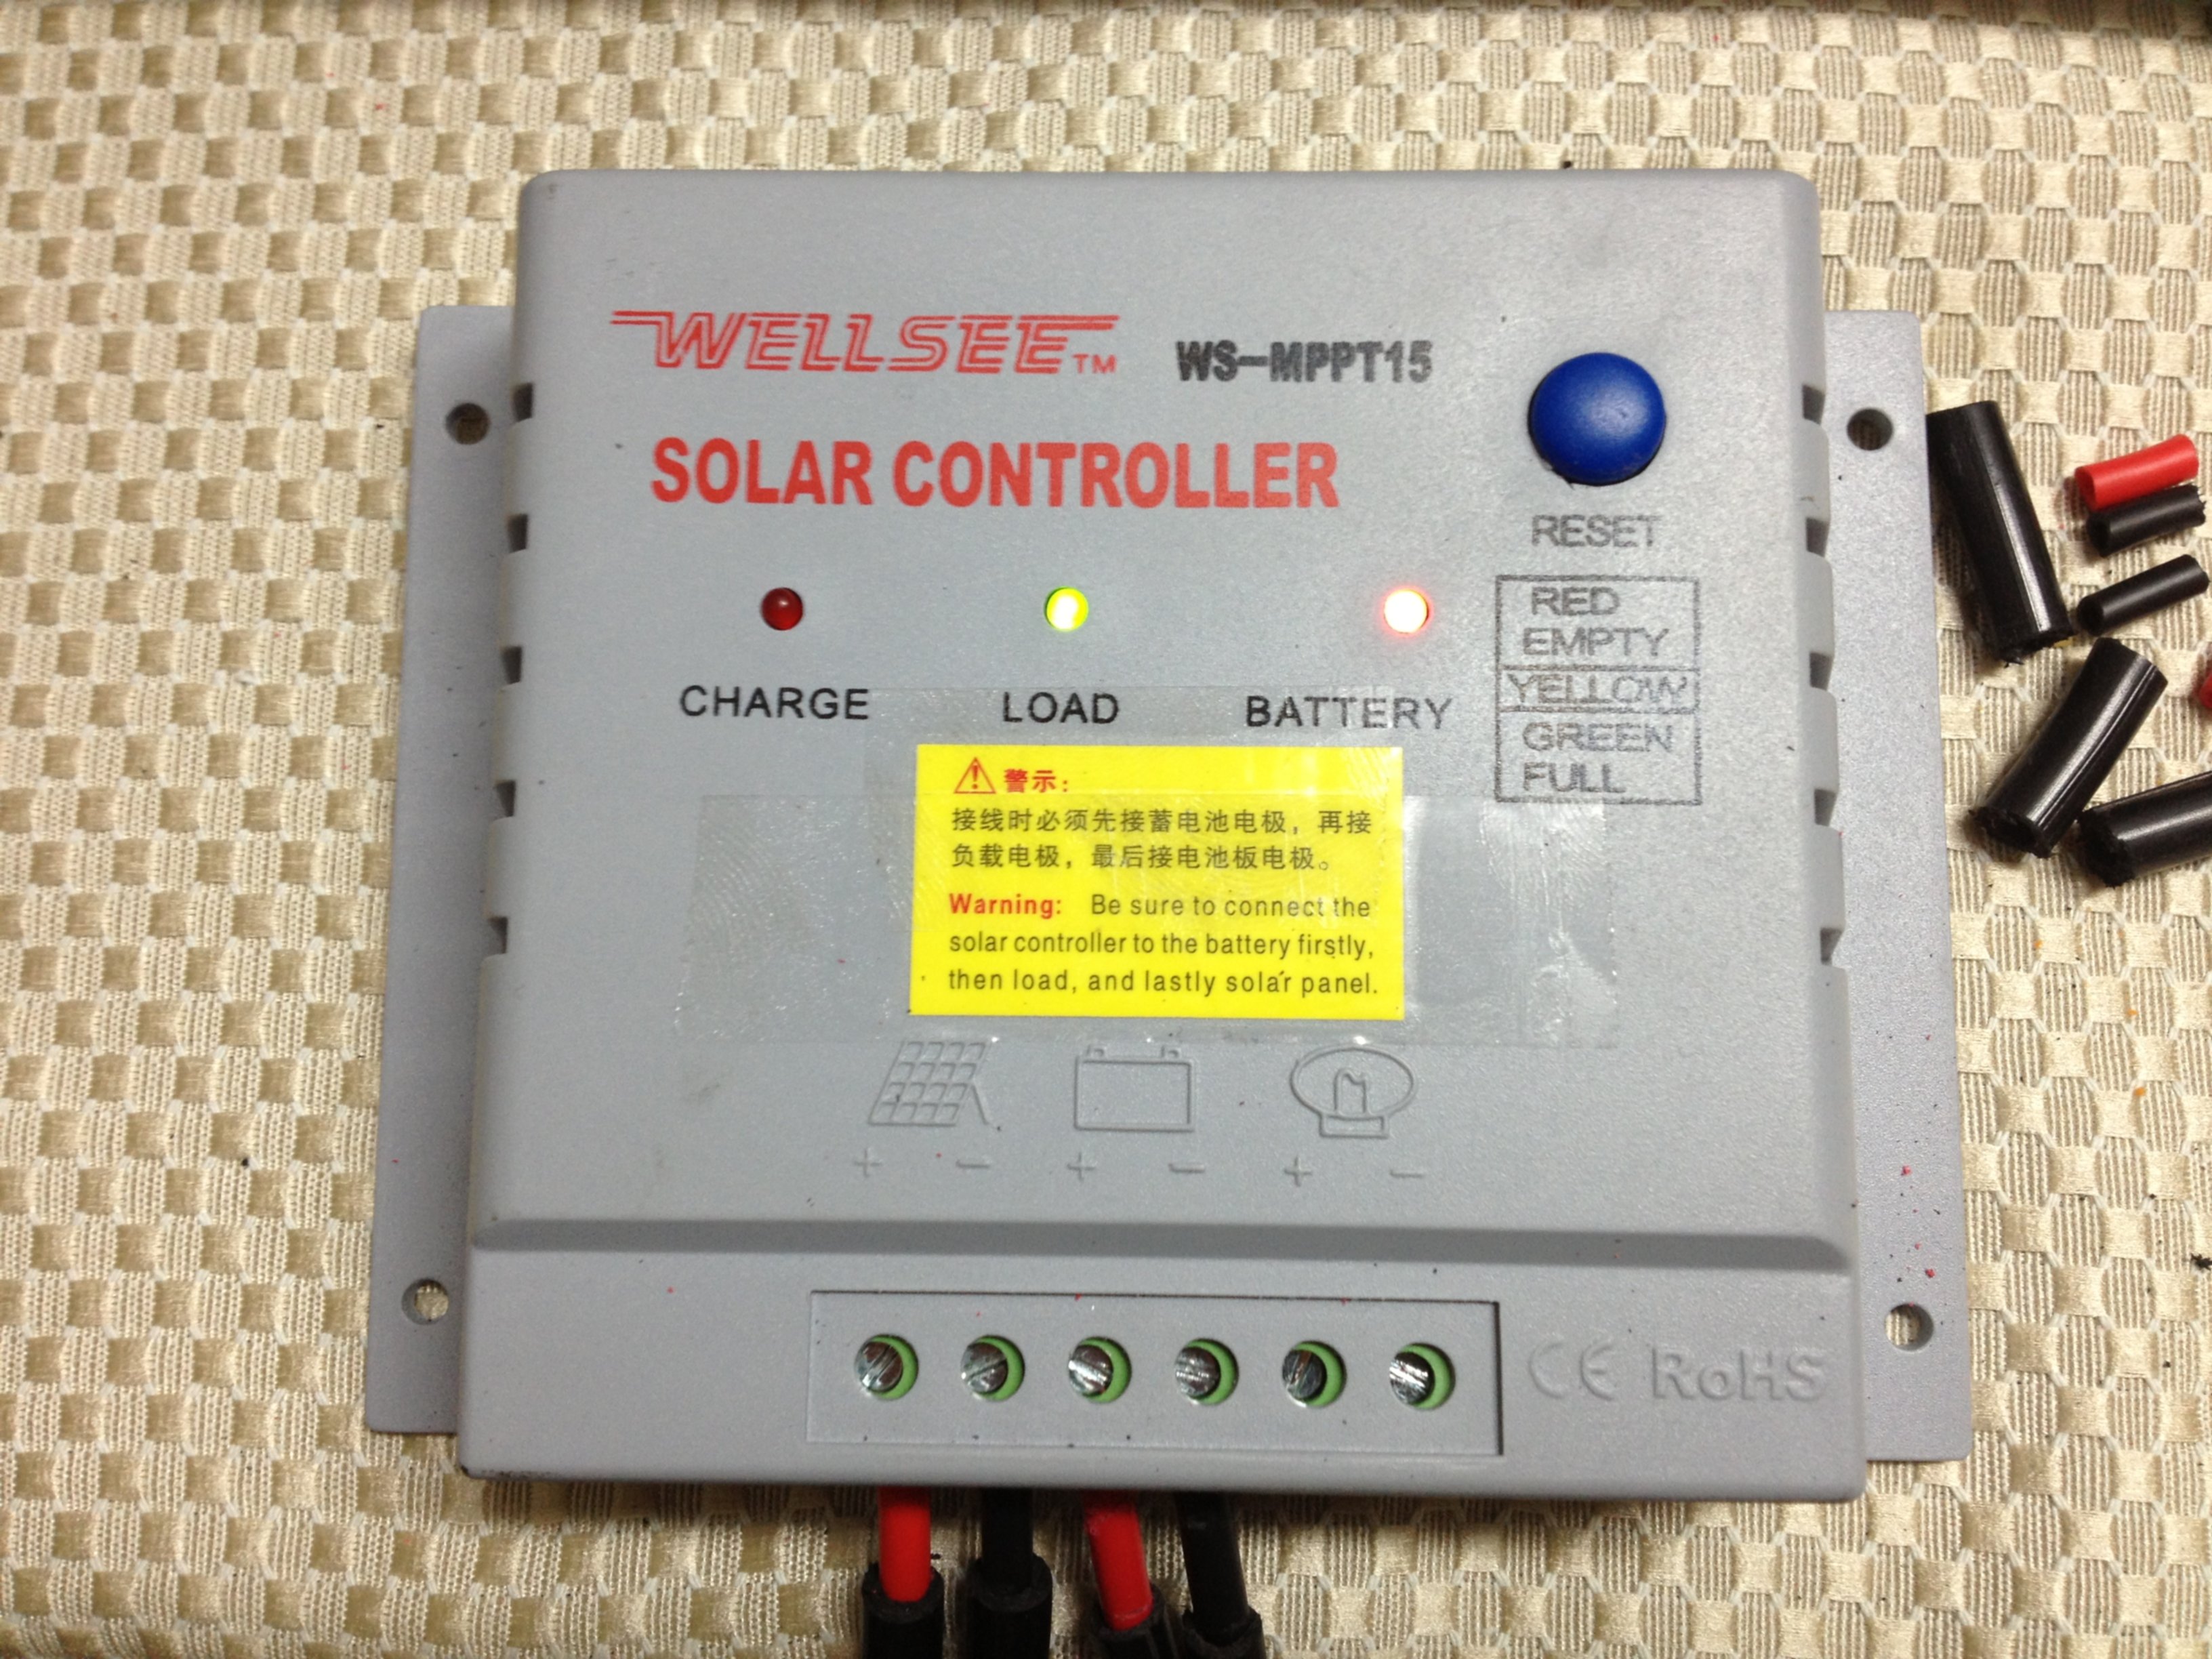 WELLSEE TM WS-MPPT15
SOLAR CONTROLLER
RESET
RED
EMPTY
YELLOW
GREEN
FULL
CHARGE LOAD BATTERY
警示：
接线时必须先接蓄电池电极，再接
负载电极，最后接电池板电极。
Warning: Be sure to connect the
solar controller to the battery firstly,
then load, and lastly solar panel.
+ − + − + −
CE RoHS